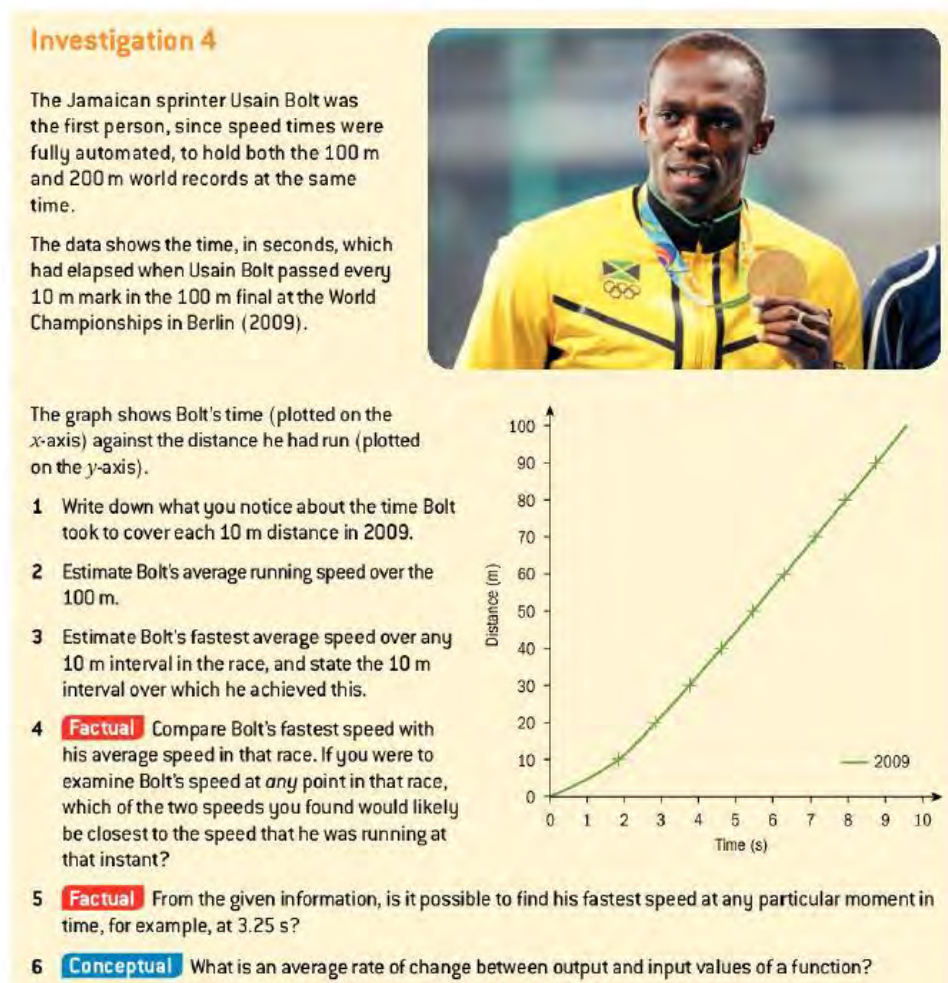 Investigation 4
The Jamaican sprinter Usain Bolt was
the first person, since speed times were
fully automated, to hold both the 100 m
and 200 m world records at the same
time.
The data shows the time, in seconds, which
had elapsed when Usain Bolt passed every
10 m mark in the 100 m final at the World
Championships in Berlin (2009).
The graph shows Bolt's time (plotted on the
x-axis) against the distance he had run (plotted
on the y-axis).
1 Write down what you notice about the time Bolt
took to cover each 10 m distance in 2009.
2 Estimate Bolt's average running speed over the
100 m.
3 Estimate Bolt's fastest average speed over any
10 m interval in the race, and state the 10 m
interval over which he achieved this.
4 Factual Compare Bolt's fastest speed with
his average speed in that race. If you were to
examine Bolt's speed at any point in that race,
which of the two speeds you found would likely
be closest to the speed that he was running at
that instant?
Distance (m)
100
90
80
70
60
50
40
30
20
10
0
2009
0 1 2 3 4 5 6 7 8 9 10
Time (s)
5 Factual From the given information, is it possible to find his fastest speed at any particular moment in
time, for example, at 3.25 s?
6 Conceptual What is an average rate of change between output and input values of a function?